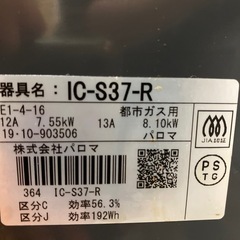 器具名: IC-S37-R
E1-4-16 都市ガス用
12A 7.55kW 13A 8.10kW
19・10-903506 パロマ
株式会社パロマ
364 IC-S37-R
区分C 効率56.3%
区分J 効率192Wh
JIA
PS
TG